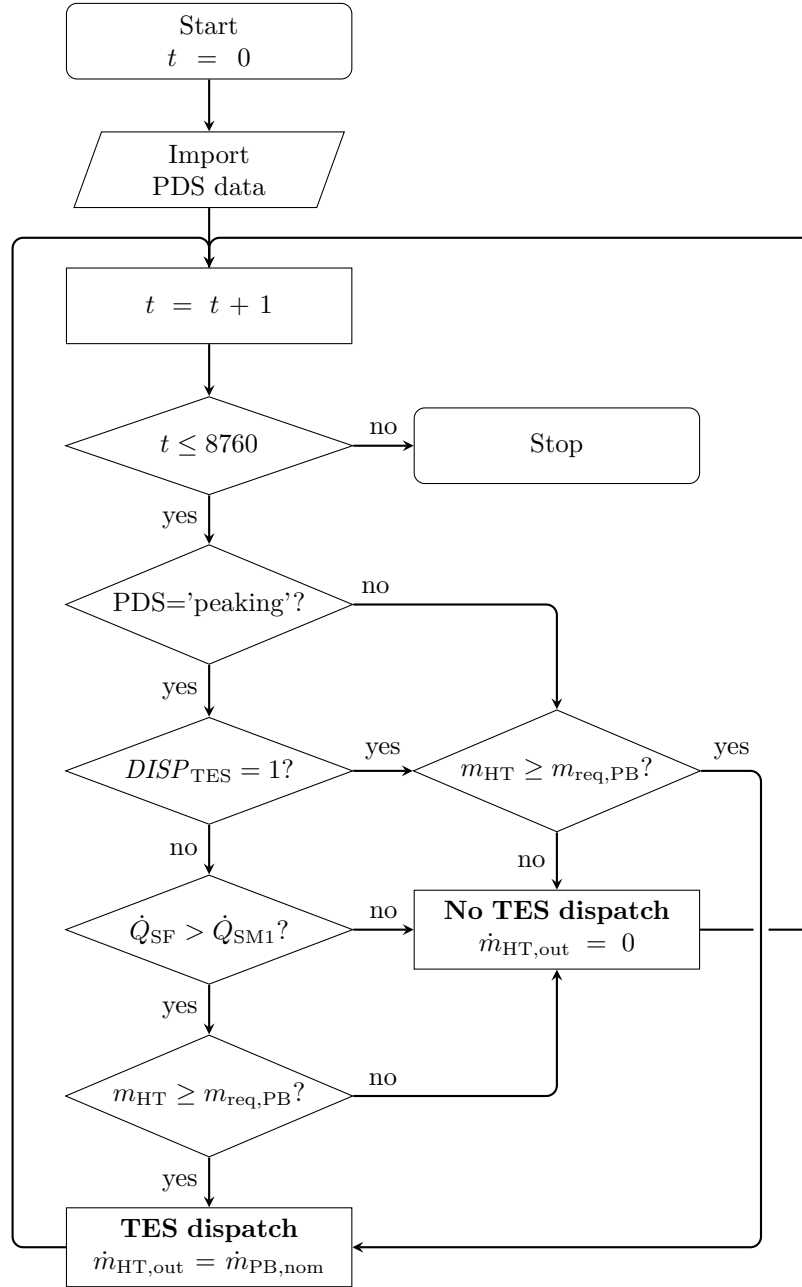 Start
t = 0
Import
PDS data
t = t + 1
t ≤ 8760
no
Stop
yes
PDS='peaking'?
no
yes
DISP_TES = 1?
yes
m_HT ≥ m_req,PB?
yes
no
no
Q̇_SF > Q̇_SM1?
no
No TES dispatch
ṁ_HT,out = 0
yes
m_HT ≥ m_req,PB?
no
yes
TES dispatch
ṁ_HT,out = ṁ_PB,nom